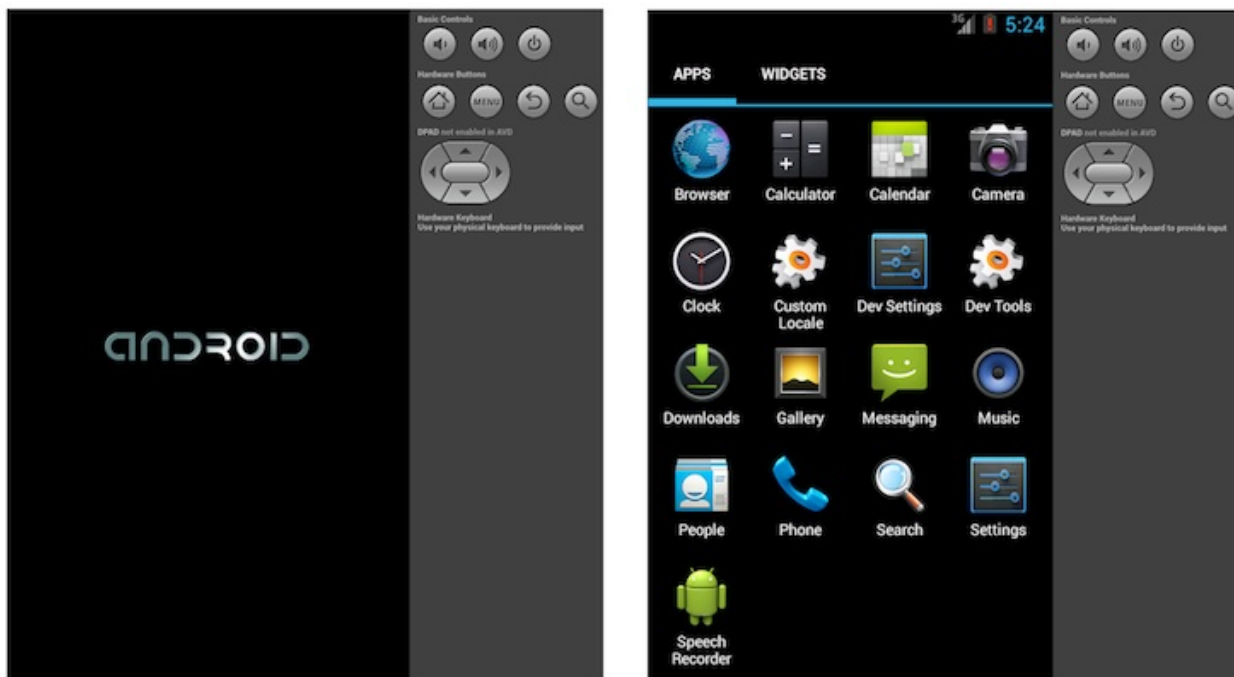 Basic Controls
Hardware Buttons
MENU
DPAD not enabled in AVD
Hardware Keyboard
Use your physical keyboard to provide input
ANDROID
3G 5:24
APPS WIDGETS
Browser Calculator Calendar Camera
Clock Custom Locale Dev Settings Dev Tools
Downloads Gallery Messaging Music
People Phone Search Settings
Speech
Recorder
Basic Controls
Hardware Buttons
MENU
DPAD not enabled in AVD
Hardware Keyboard
Use your physical keyboard to provide input